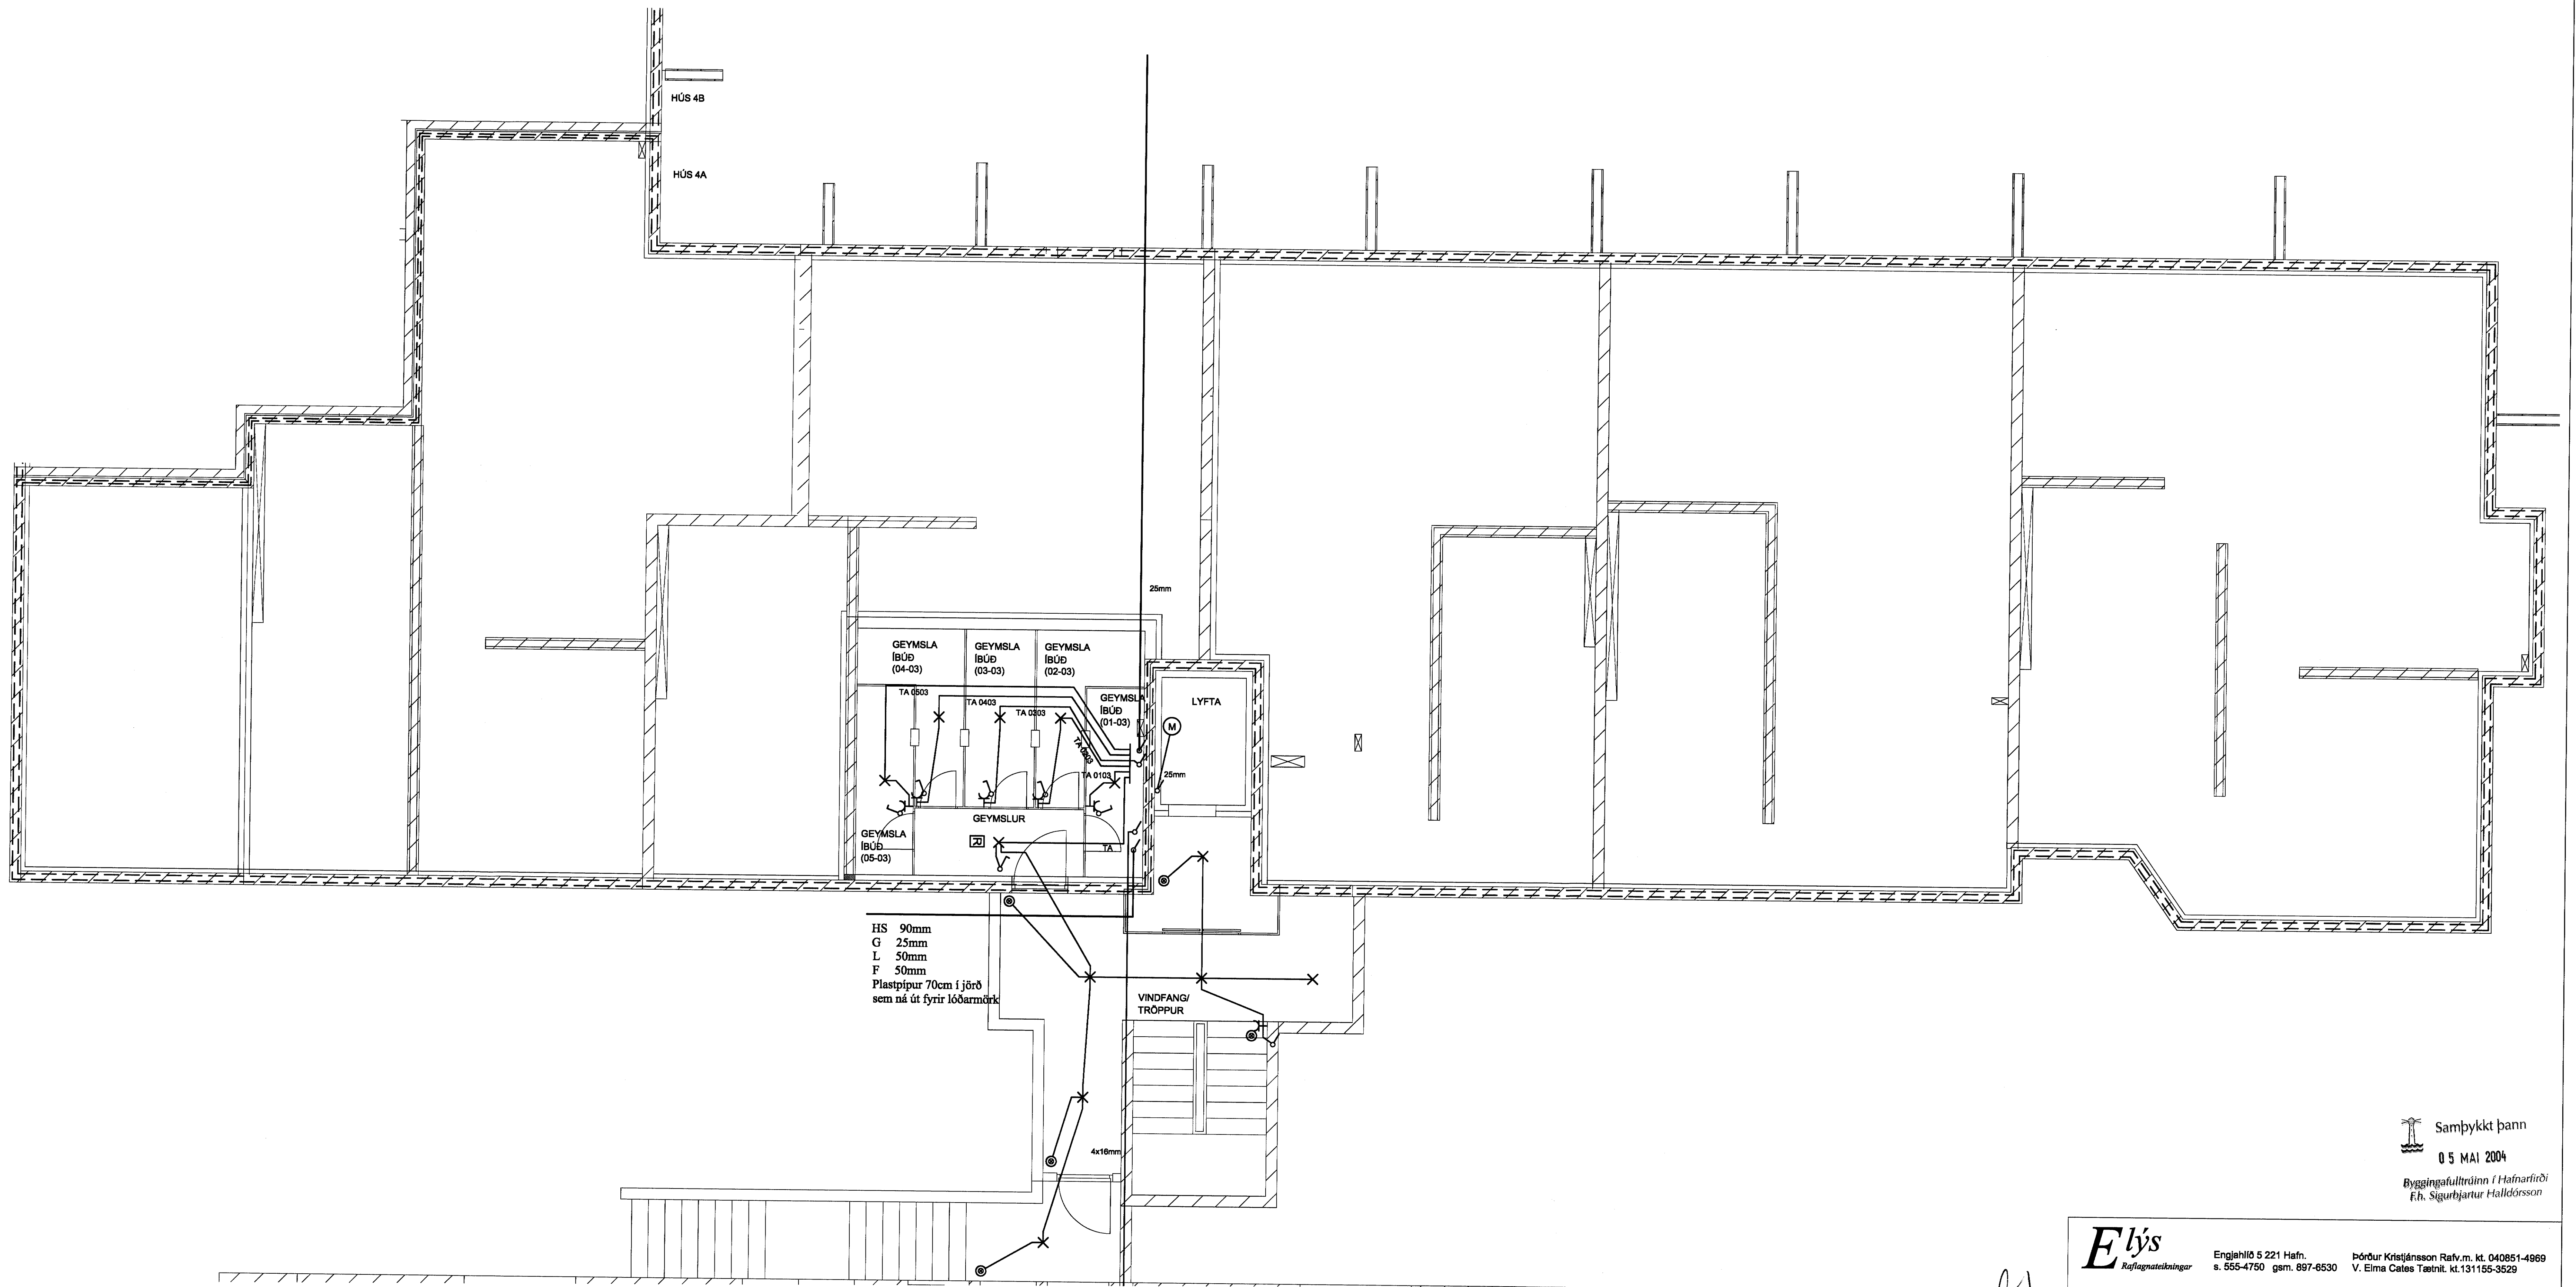 HÚS 4B
HÚS 4A
25mm
GEYMSLA
ÍBÚÐ
(04-03)
GEYMSLA
ÍBÚÐ
(03-03)
GEYMSLA
ÍBÚÐ
(02-03)
GEYMSLA
ÍBÚÐ
(01-03)
LYFTA
M
TA 0503
TA 0403
TA 0303
TA 0203
TA 0103
25mm
GEYMSLUR
R
TA
GEYMSLA
ÍBÚÐ
(05-03)
HS 90mm
G 25mm
L 50mm
F 50mm
Plastpípur 70cm í jörð
sem ná út fyrir lóðarmörk
VINDFANG/
TRÖPPUR
4x16mm
Samþykkt þann
05 MAI 2004
Byggingafulltrúinn í Hafnarfirði
F.h. Sigurbjartur Halldórsson
Elýs
Raflagnateikningar
Engjahlíð 5 221 Hafn.
s. 555-4750 gsm. 897-6530
Þórður Kristjánsson Rafv.m. kt. 040851-4969
V. Elma Cates Tætnit. kt.131155-3529